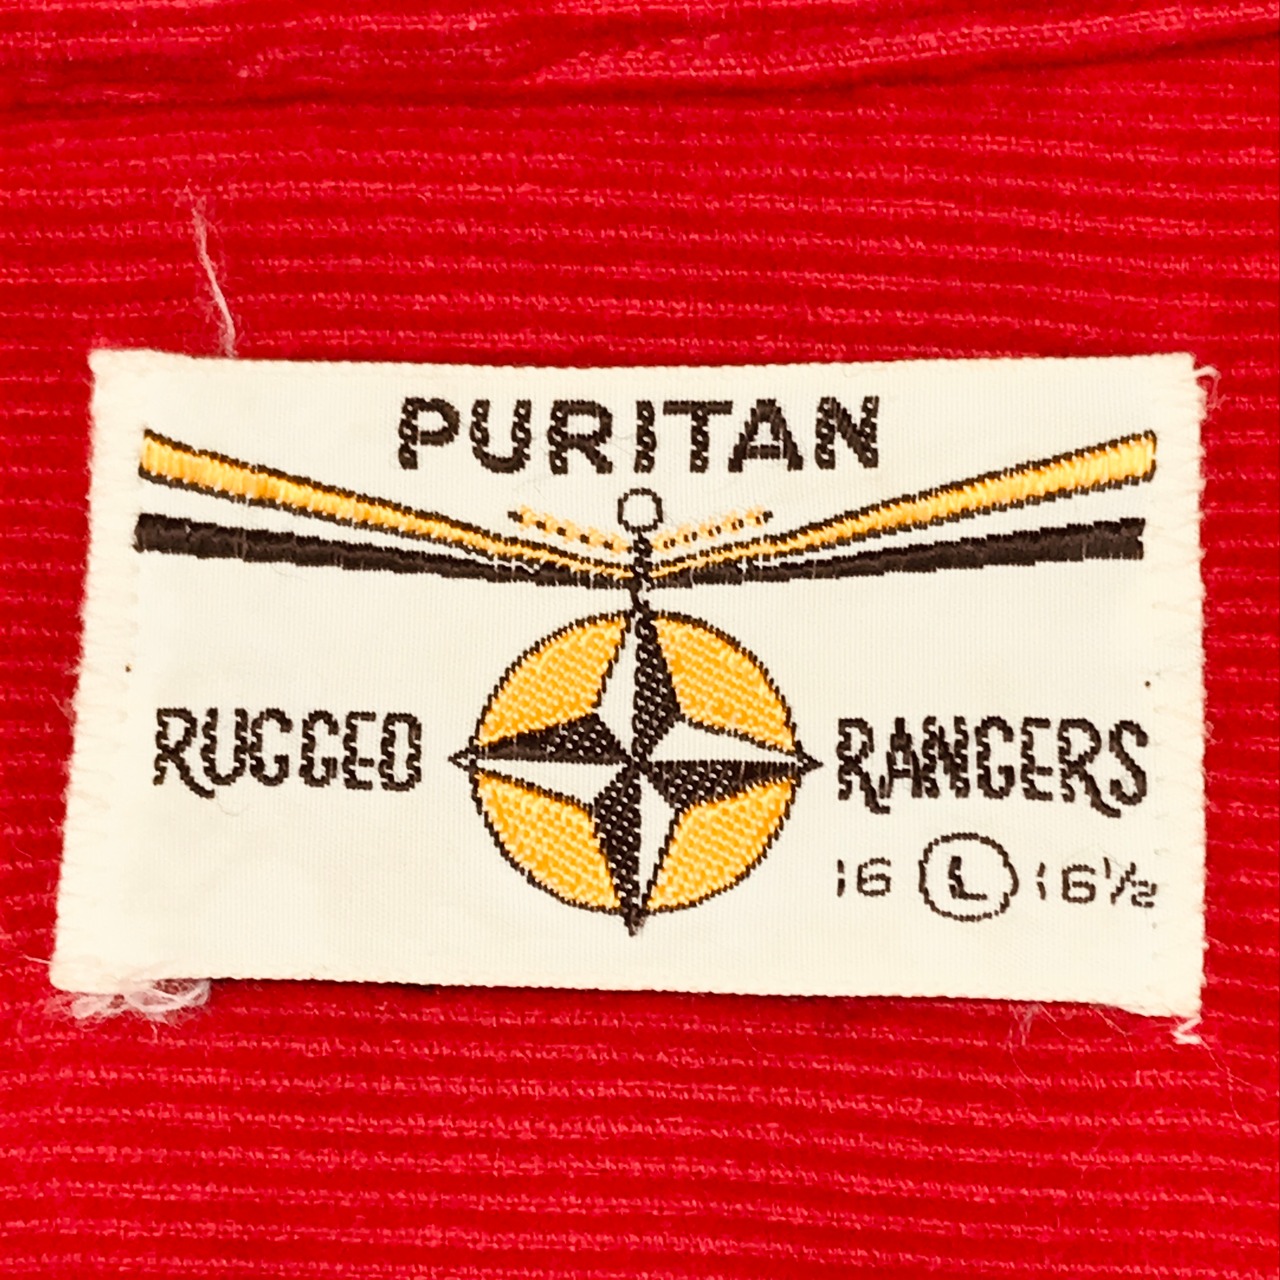 PURITAN
RUGGED RANGERS
16 L 16½